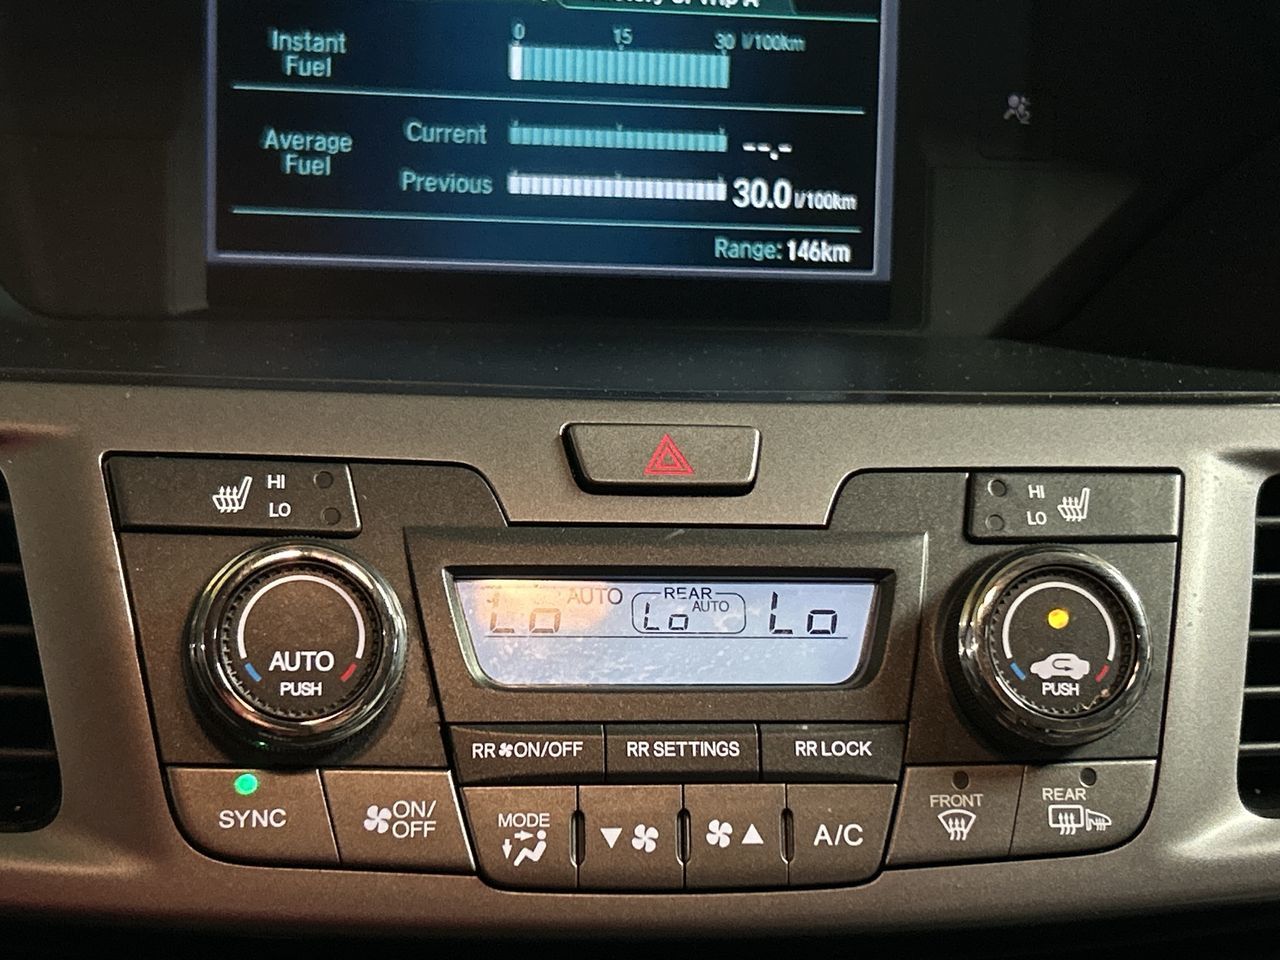 0 15 30 l/100km
Instant
Fuel
Average
Fuel
Current --.-
Previous 30.0 l/100km
Range: 146km
HI
LO
HI
LO
AUTO
PUSH
Lo AUTO
REAR
Lo AUTO
Lo
PUSH
RR ON/OFF
RR SETTINGS
RR LOCK
SYNC
ON/
OFF
MODE
A/C
FRONT
REAR